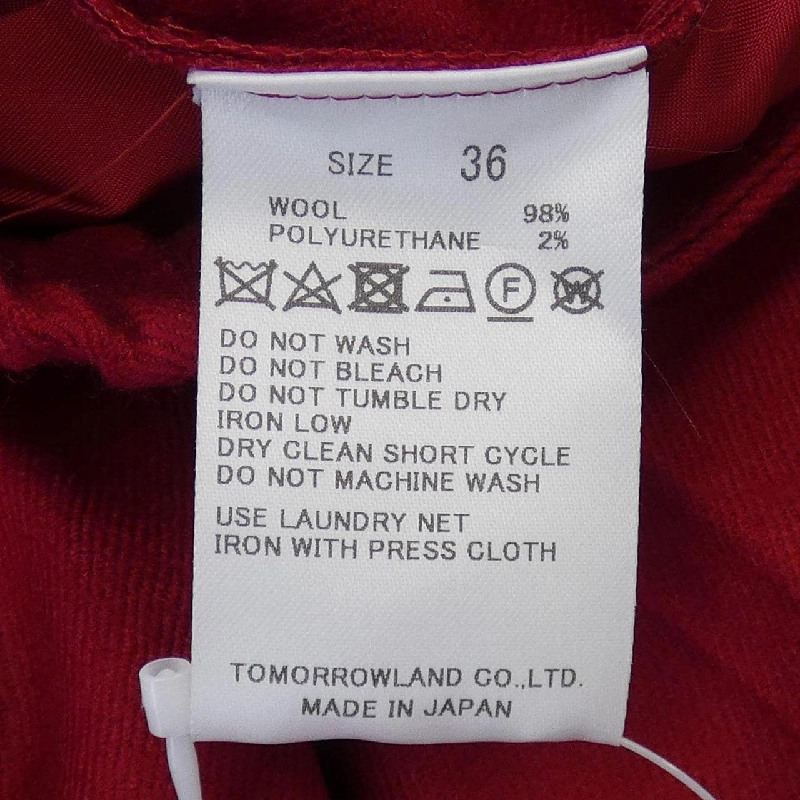 SIZE 36
WOOL 98%
POLYURETHANE 2%
F W
DO NOT WASH
DO NOT BLEACH
DO NOT TUMBLE DRY
IRON LOW
DRY CLEAN SHORT CYCLE
DO NOT MACHINE WASH
USE LAUNDRY NET
IRON WITH PRESS CLOTH
TOMORROWLAND CO.,LTD.
MADE IN JAPAN